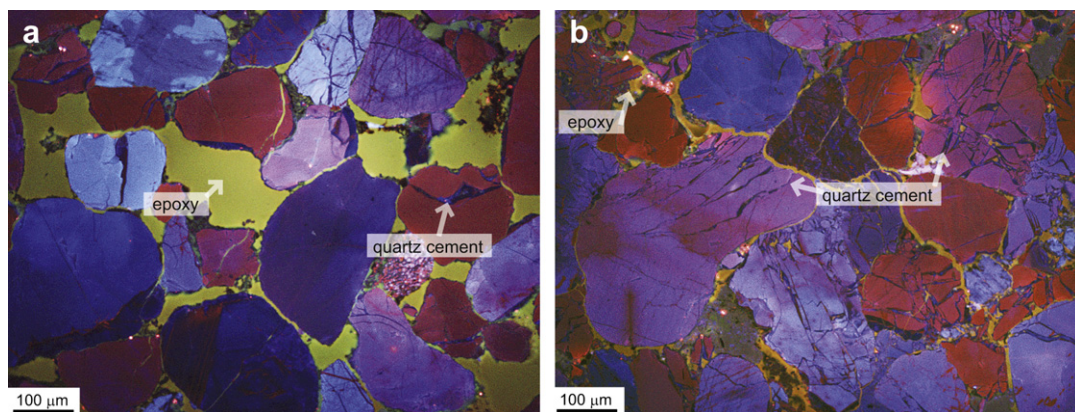 a
epoxy
quartz cement
100 μm
b
epoxy
quartz cement
100 μm